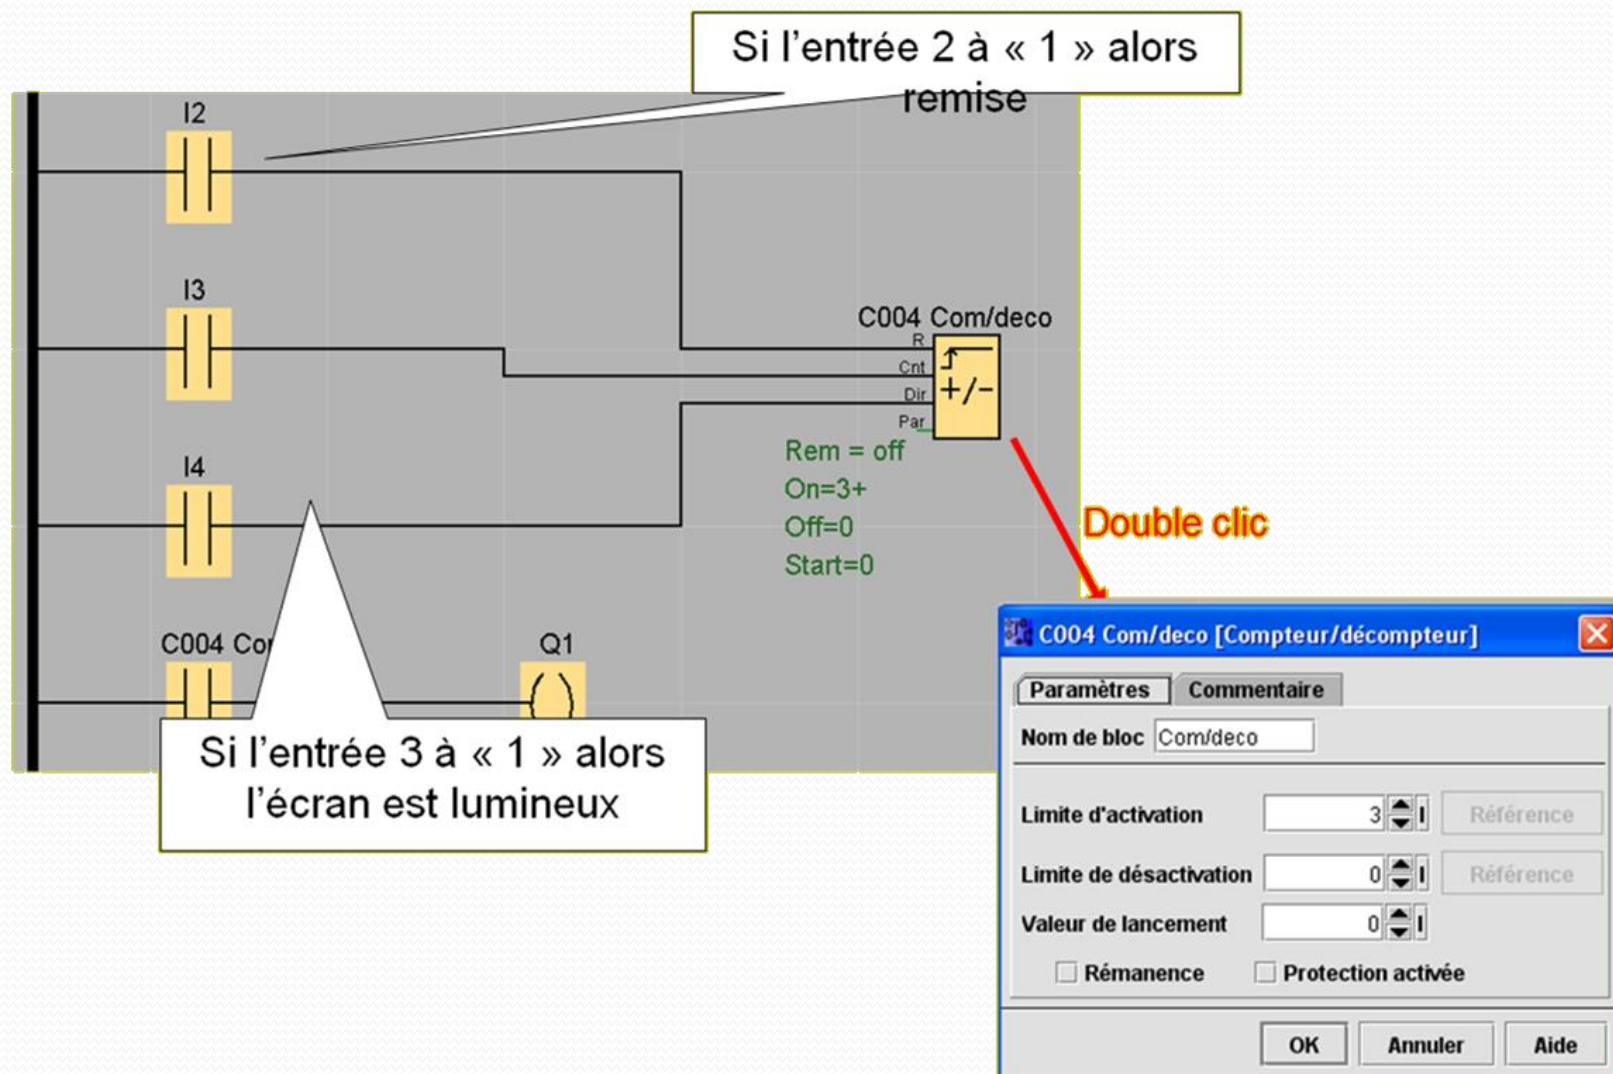 Si l'entrée 2 à « 1 » alors
remise
I2
I3
C004 Com/deco
R
Cnt
Dir
Par
Rem = off
On=3+
Off=0
Start=0
I4
Double clic
C004 Co
Q1
Si l'entrée 3 à « 1 » alors
l'écran est lumineux
C004 Com/deco [Compteur/décompteur]
Paramètres Commentaire
Nom de bloc Com/deco
Limite d'activation 3 Référence
Limite de désactivation 0 Référence
Valeur de lancement 0
Rémanence Protection activée
OK Annuler Aide
+/−